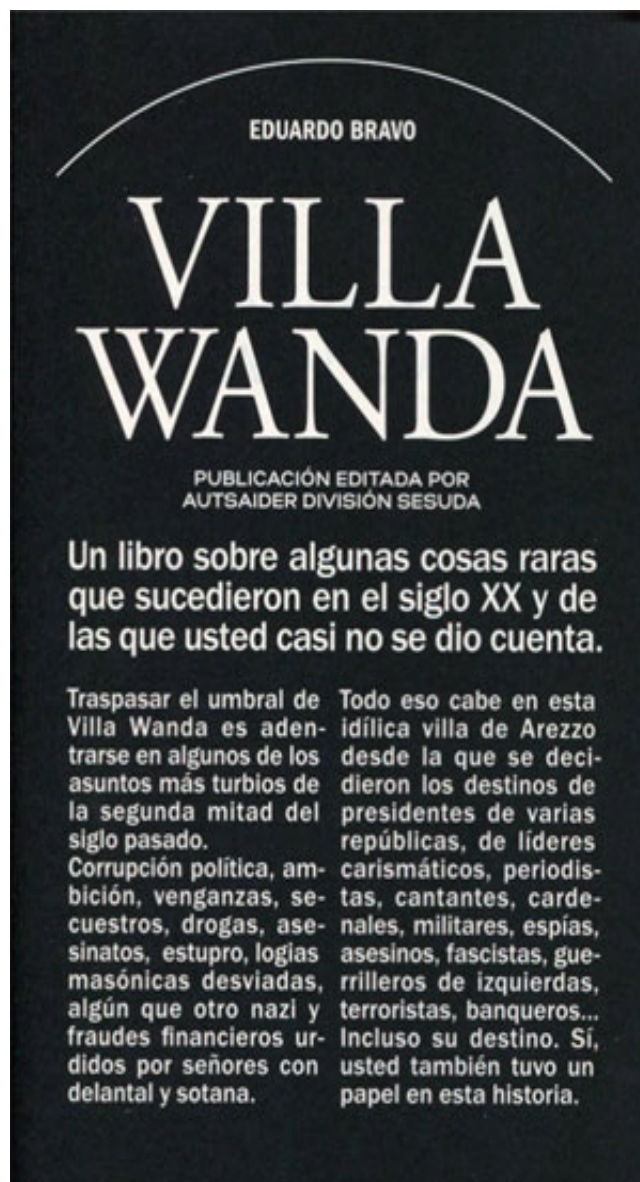 EDUARDO BRAVO
VILLA
WANDA
PUBLICACIÓN EDITADA POR
AUTSAIDER DIVISIÓN SESUDA
Un libro sobre algunas cosas raras
que sucedieron en el siglo XX y de
las que usted casi no se dio cuenta.
Traspasar el umbral de
Villa Wanda es aden-
trarse en algunos de los
asuntos más turbios de
la segunda mitad del
siglo pasado.
Corrupción política, am-
bición, venganzas, se-
cuestros, drogas, ase-
sinatos, estupro, logias
masónicas desviadas,
algún que otro nazi y
fraudes financieros ur-
didos por señores con
delantal y sotana.
Todo eso cabe en esta
idílica villa de Arezzo
desde la que se deci-
dieron los destinos de
presidentes de varias
repúblicas, de líderes
carismáticos, periodis-
tas, cantantes, carde-
nales, militares, espías,
asesinos, fascistas, gue-
rrilleros de izquierdas,
terroristas, banqueros...
Incluso su destino. Sí,
usted también tuvo un
papel en esta historia.